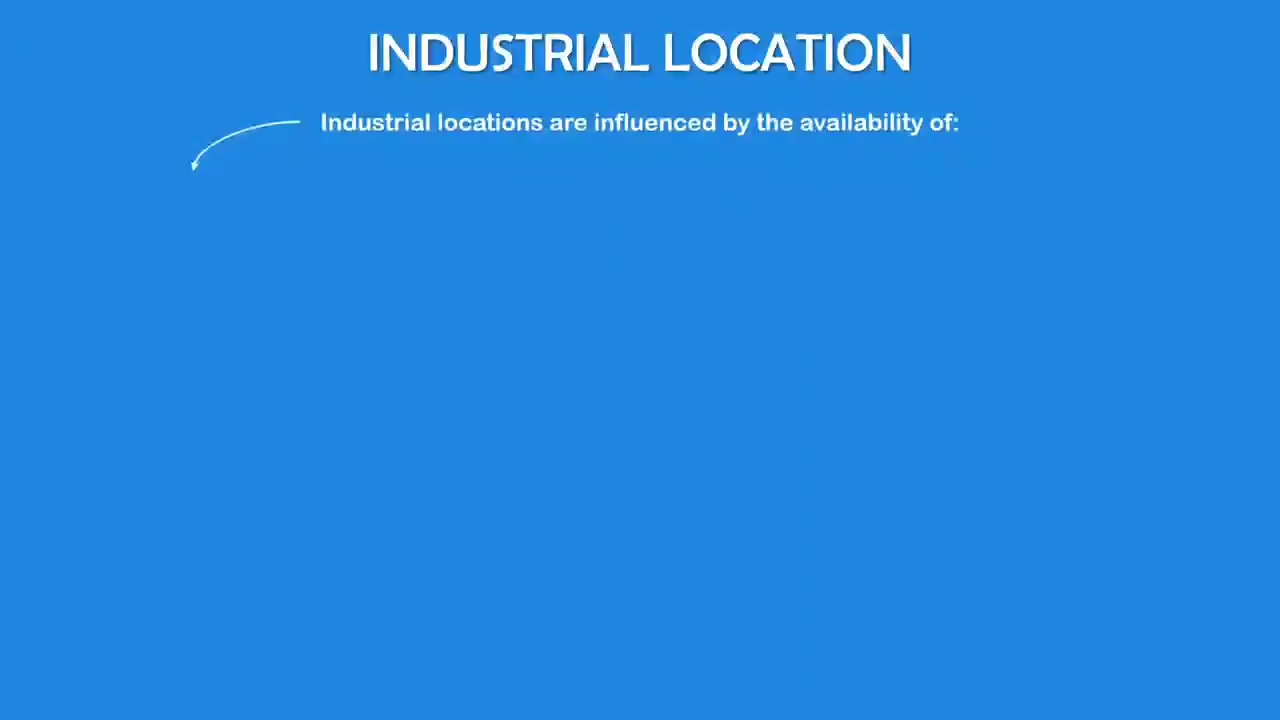 INDUSTRIAL LOCATION
Industrial locations are influenced by the availability of: